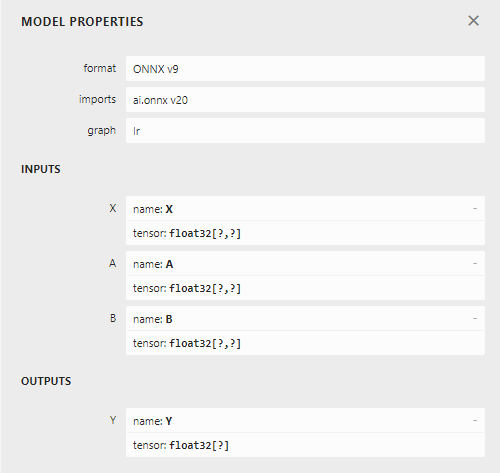 MODEL PROPERTIES ×
format ONNX v9
imports ai.onnx v20
graph lr
INPUTS
X name: X -
tensor: float32[?,?]
A name: A -
tensor: float32[?,?]
B name: B -
tensor: float32[?,?]
OUTPUTS
Y name: Y -
tensor: float32[?]